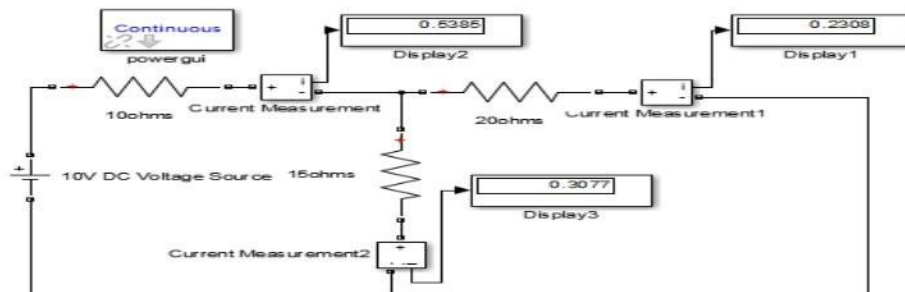 Continuous
powergui
0.5385
Display2
0.2308
Display1
10ohms
+
i
-
Current Measurement
20ohms
+
i
-
Current Measurement1
+
10V DC Voltage Source
15ohms
0.3077
Display3
Current Measurement2
+